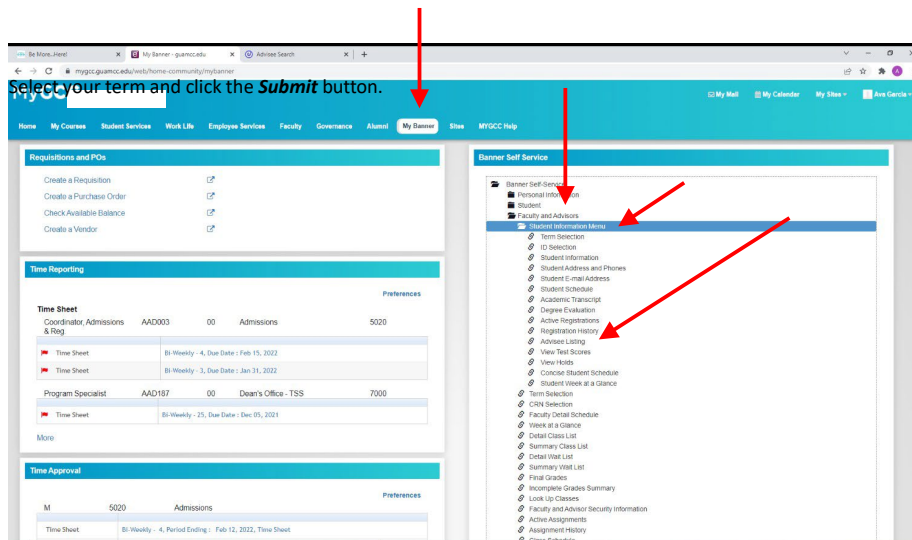 Be More...Here!
My Banner - guamcc.edu
Advisee Search
mygcc.guamcc.edu/web/home-community/mybanner
Select your term and click the Submit button.
My Mail
My Calendar
My Sites
Ava Garcia
Home
My Courses
Student Services
Work Life
Employee Services
Faculty
Governance
Alumni
My Banner
Sites
MYGCC Help
Requisitions and POs
Create a Requisition
Create a Purchase Order
Check Available Balance
Create a Vendor
Time Reporting
Preferences
Time Sheet
Coordinator, Admissions & Reg AAD003 00 Admissions 5020
Time Sheet Bi-Weekly - 4, Due Date : Feb 15, 2022
Time Sheet Bi-Weekly - 3, Due Date : Jan 31, 2022
Program Specialist AAD187 00 Dean's Office - TSS 7000
Time Sheet Bi-Weekly - 25, Due Date : Dec 05, 2021
More
Time Approval
Preferences
M 5020 Admissions
Time Sheet Bi-Weekly - 4, Period Ending : Feb 12, 2022, Time Sheet
Banner Self Service
Banner Self-Service
Personal Information
Student
Faculty and Advisors
Student Information Menu
Term Selection
ID Selection
Student Information
Student Address and Phones
Student E-mail Address
Student Schedule
Academic Transcript
Degree Evaluation
Active Registrations
Registration History
Advisee Listing
View Test Scores
View Holds
Concise Student Schedule
Student Week at a Glance
Term Selection
CRN Selection
Faculty Detail Schedule
Week at a Glance
Detail Class List
Summary Class List
Detail Wait List
Summary Wait List
Final Grades
Incomplete Grades Summary
Look Up Classes
Faculty and Advisor Security Information
Active Assignments
Assignment History